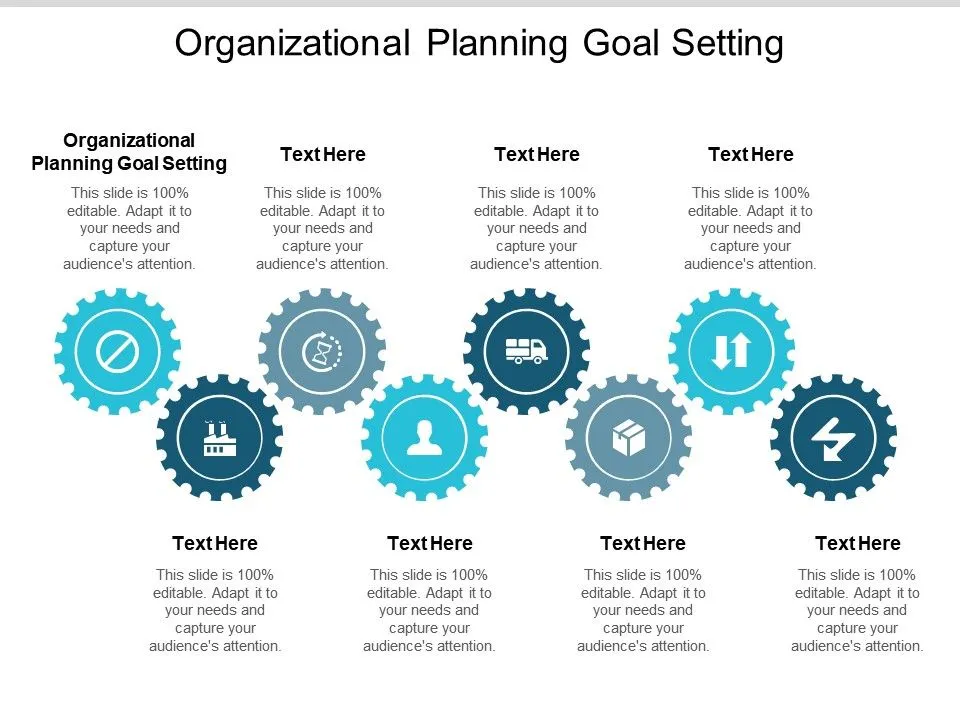 Organizational Planning Goal Setting
Organizational
Planning Goal Setting
This slide is 100%
editable. Adapt it to
your needs and
capture your
audience's attention.
Text Here
This slide is 100%
editable. Adapt it to
your needs and
capture your
audience's attention.
Text Here
This slide is 100%
editable. Adapt it to
your needs and
capture your
audience's attention.
Text Here
This slide is 100%
editable. Adapt it to
your needs and
capture your
audience's attention.
Text Here
This slide is 100%
editable. Adapt it to
your needs and
capture your
audience's attention.
Text Here
This slide is 100%
editable. Adapt it to
your needs and
capture your
audience's attention.
Text Here
This slide is 100%
editable. Adapt it to
your needs and
capture your
audience's attention.
Text Here
This slide is 100%
editable. Adapt it to
your needs and
capture your
audience's attention.